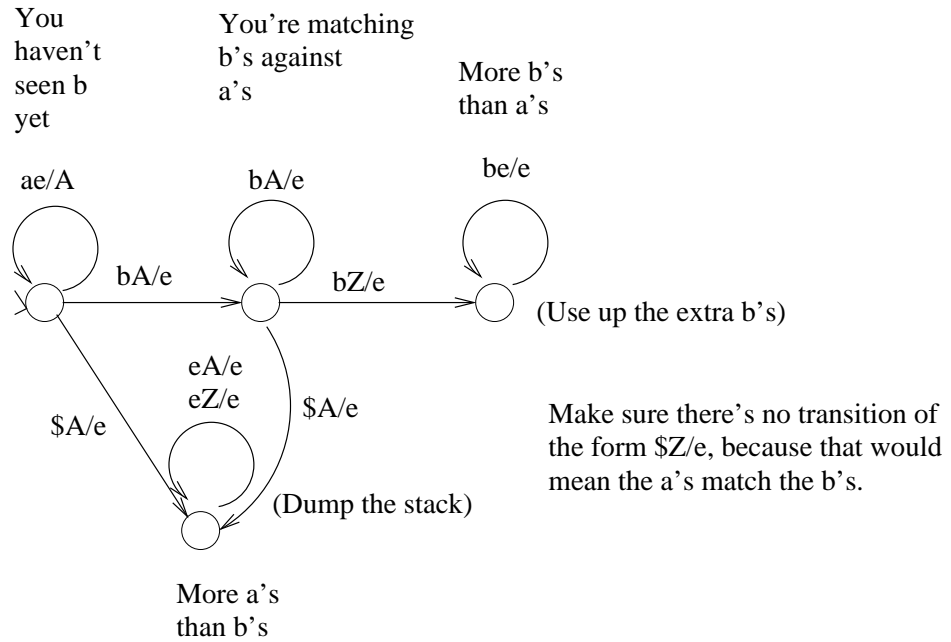 You
haven't
seen b
yet
You're matching
b's against
a's
More b's
than a's
ae/A
bA/e
be/e
bA/e
bZ/e
(Use up the extra b's)
eA/e
eZ/e
$A/e
$A/e
Make sure there's no transition of
the form $Z/e, because that would
mean the a's match the b's.
(Dump the stack)
More a's
than b's